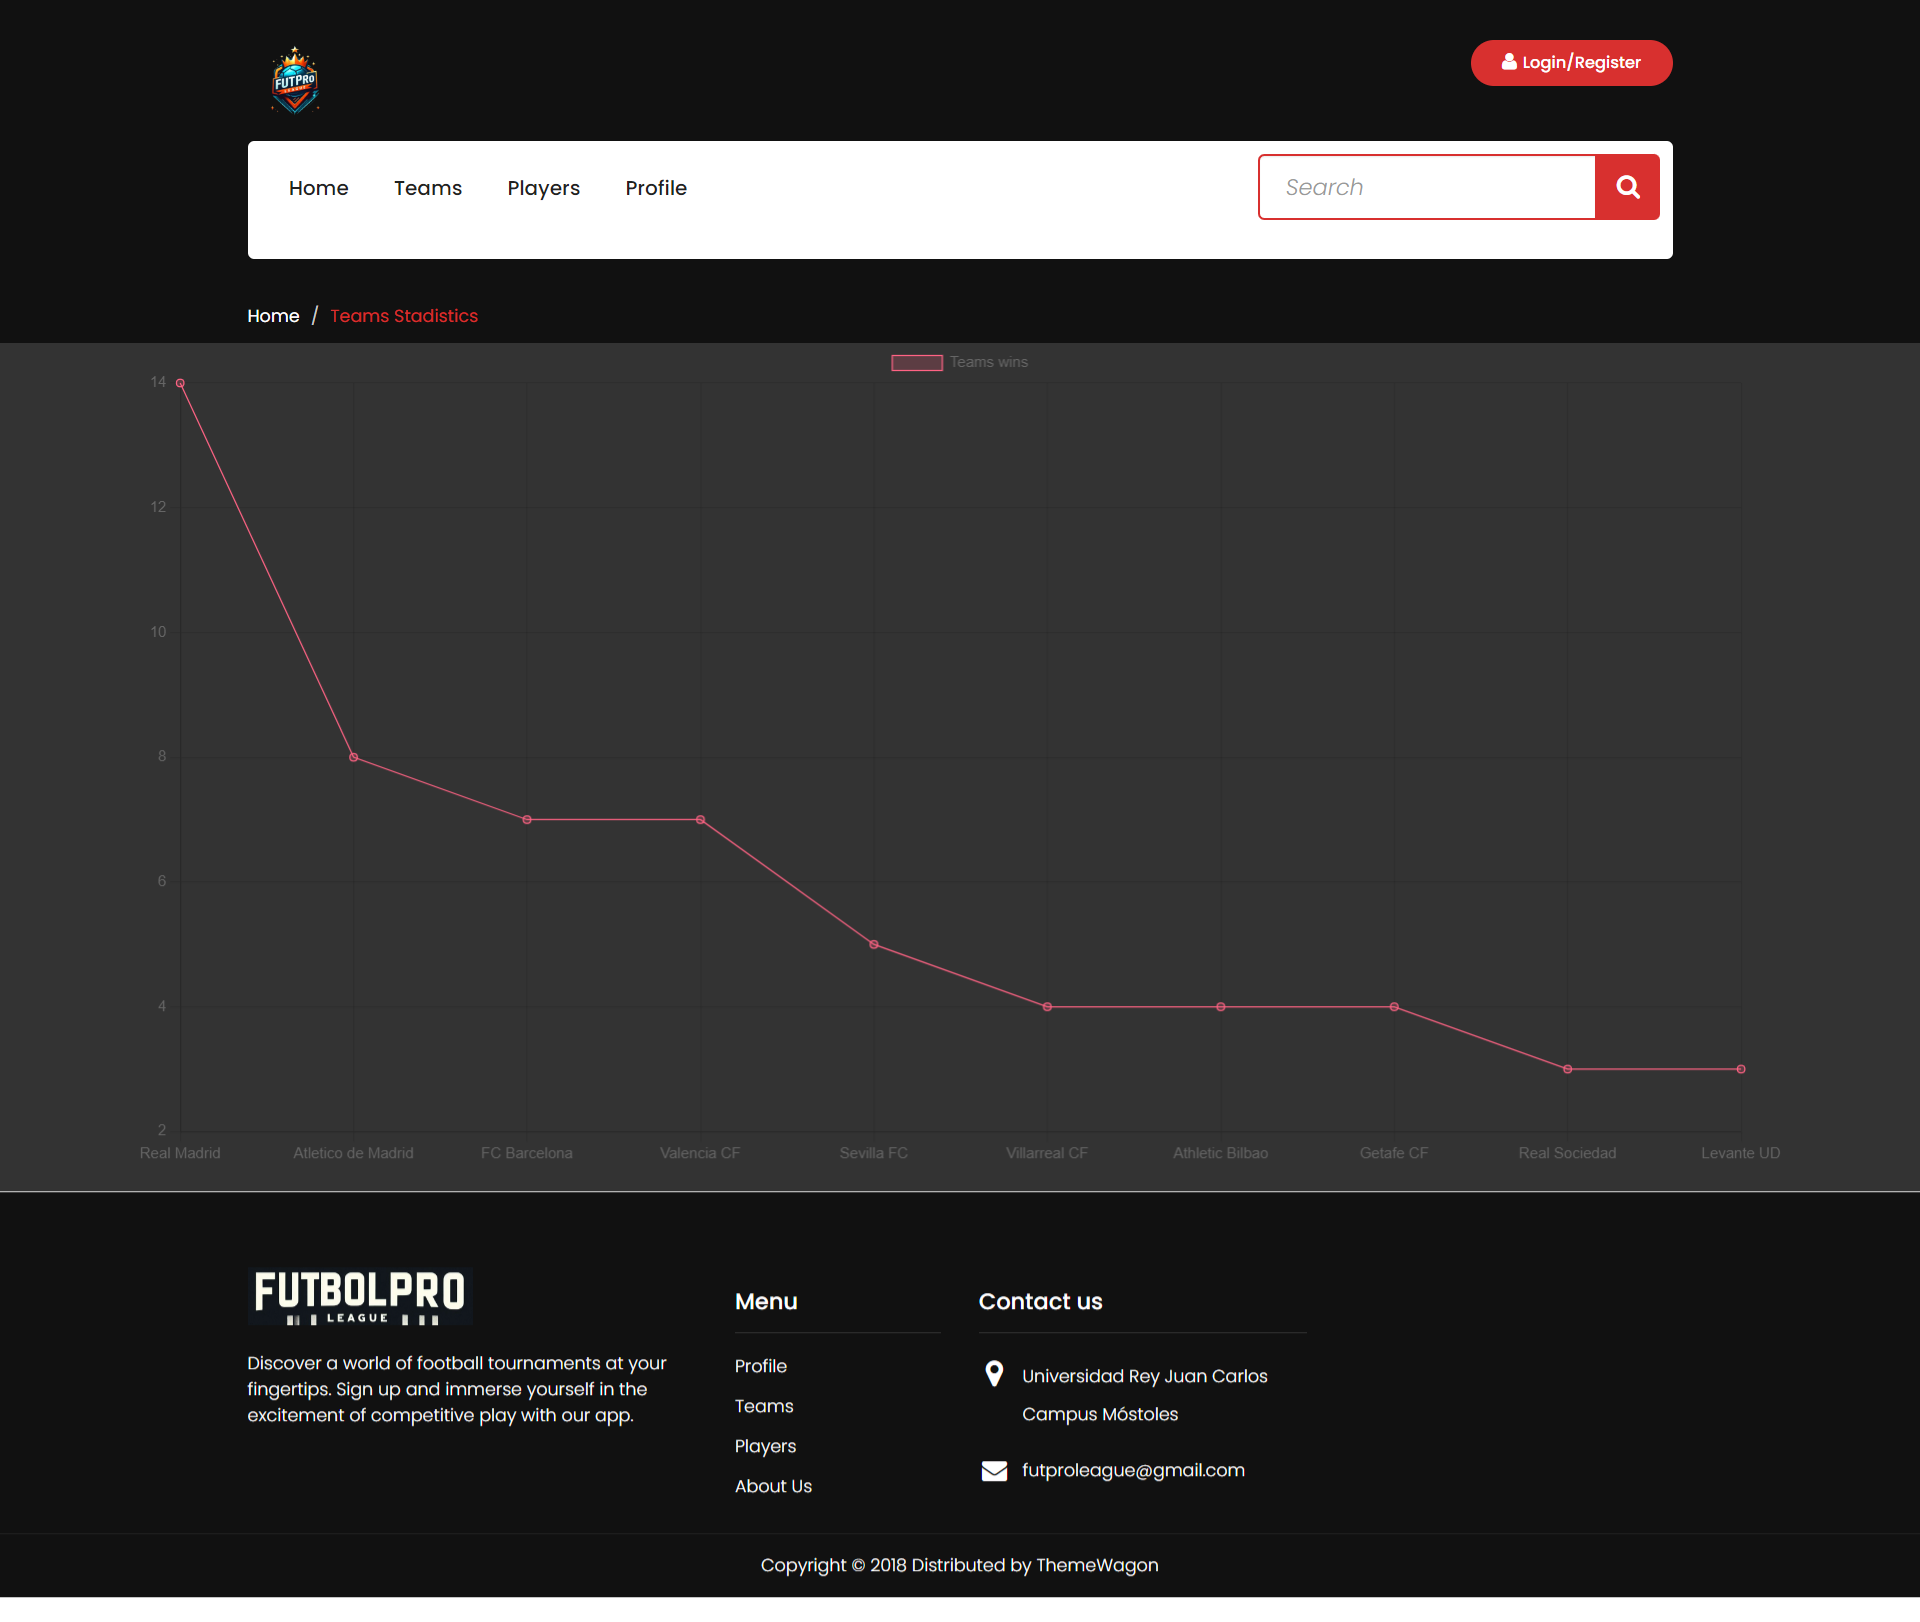 FUTPRO
LEAGUE
Login/Register
Home Teams Players Profile
Search
Home / Teams Stadistics
Teams wins
14
12
10
8
6
4
2
Real Madrid Atletico de Madrid FC Barcelona Valencia CF Sevilla FC Villarreal CF Athletic Bilbao Getafe CF Real Sociedad Levante UD
FUTBOLPRO
LEAGUE
Discover a world of football tournaments at your
fingertips. Sign up and immerse yourself in the
excitement of competitive play with our app.
Menu
Profile
Teams
Players
About Us
Contact us
Universidad Rey Juan Carlos
Campus Móstoles
futproleague@gmail.com
Copyright © 2018 Distributed by ThemeWagon